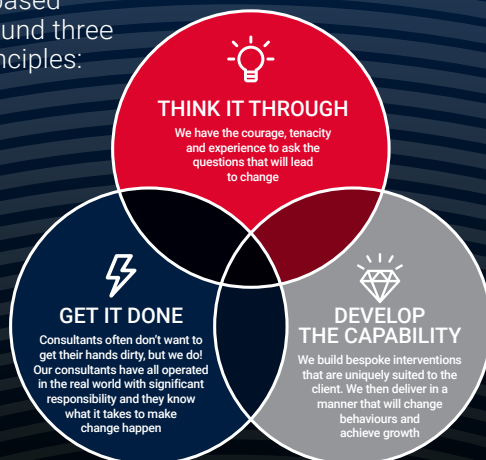 based
und three
nciples:
THINK IT THROUGH
We have the courage, tenacity
and experience to ask the
questions that will lead
to change
GET IT DONE
Consultants often don't want to
get their hands dirty, but we do!
Our consultants have all operated
in the real world with significant
responsibility and they know
what it takes to make
change happen
DEVELOP
THE CAPABILITY
We build bespoke interventions
that are uniquely suited to the
client. We then deliver in a
manner that will change
behaviours and
achieve growth